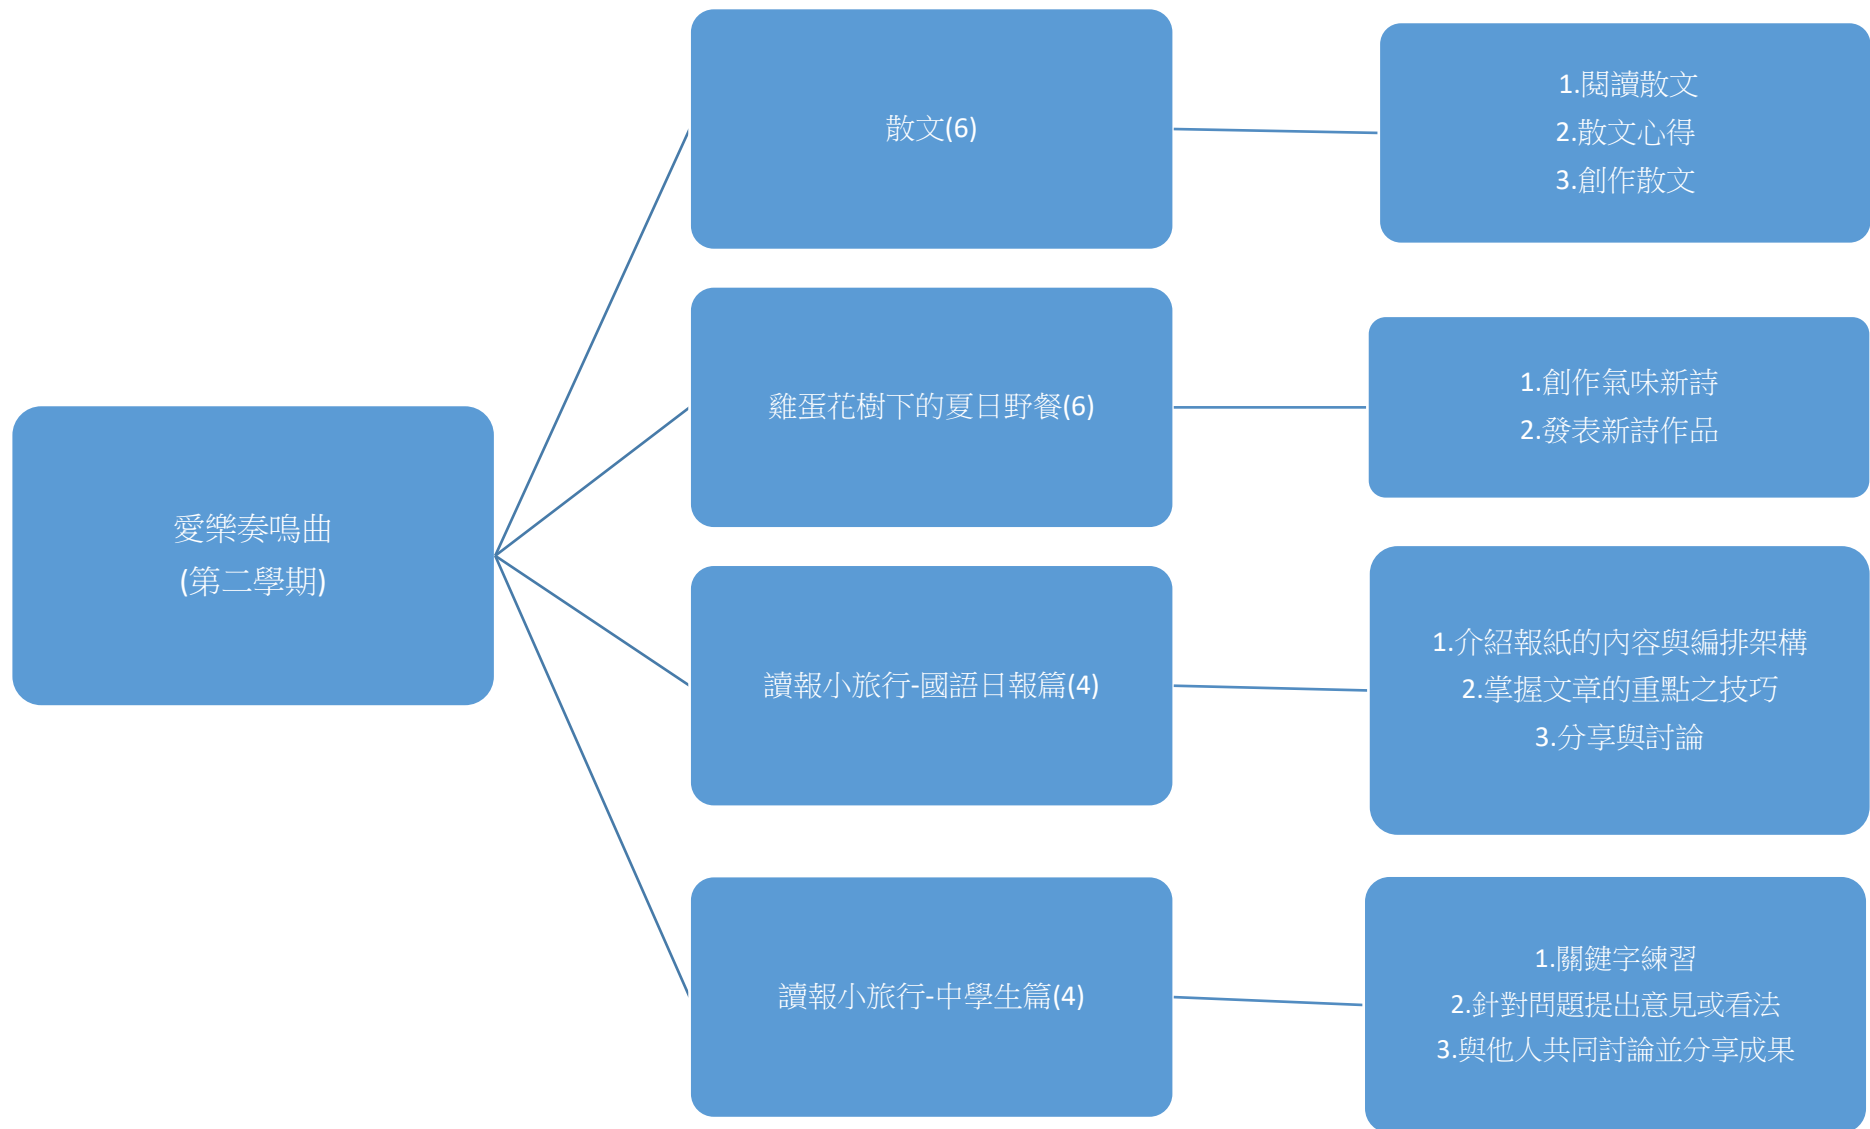 愛樂奏鳴曲
(第二學期)
散文(6)
1.閱讀散文
2.散文心得
3.創作散文
雞蛋花樹下的夏日野餐(6)
1.創作氣味新詩
2.發表新詩作品
讀報小旅行-國語日報篇(4)
1.介紹報紙的內容與編排架構
2.掌握文章的重點之技巧
3.分享與討論
讀報小旅行-中學生篇(4)
1.關鍵字練習
2.針對問題提出意見或看法
3.與他人共同討論並分享成果